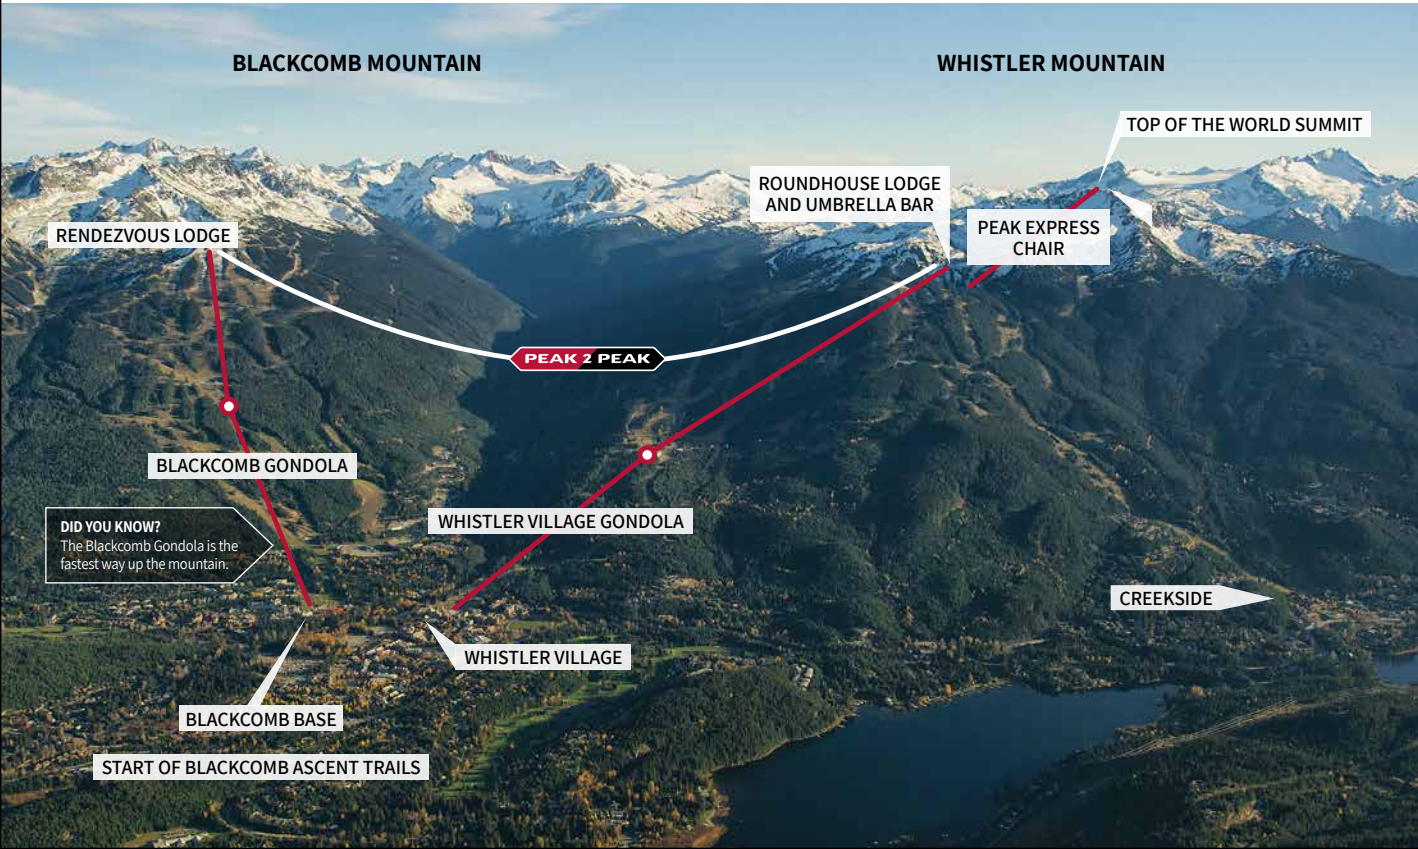 BLACKCOMB MOUNTAIN
WHISTLER MOUNTAIN
TOP OF THE WORLD SUMMIT
ROUNDHOUSE LODGE
AND UMBRELLA BAR
PEAK EXPRESS
CHAIR
RENDEZVOUS LODGE
PEAK 2 PEAK
BLACKCOMB GONDOLA
WHISTLER VILLAGE GONDOLA
DID YOU KNOW?
The Blackcomb Gondola is the
fastest way up the mountain.
CREEKSIDE
WHISTLER VILLAGE
BLACKCOMB BASE
START OF BLACKCOMB ASCENT TRAILS